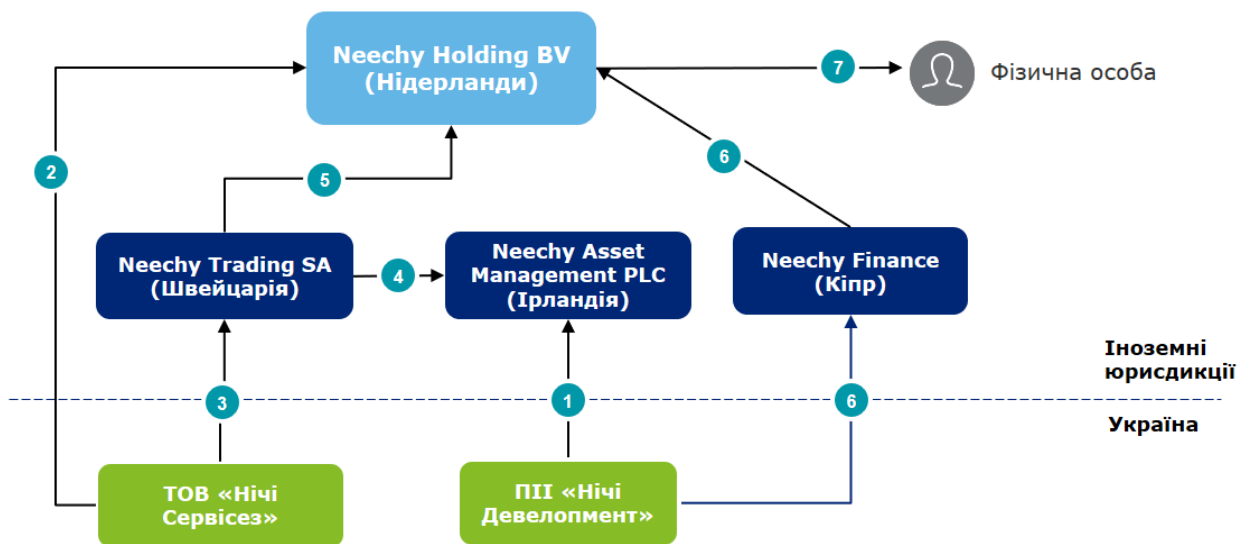 Neechy Holding BV
(Нідерланди)
7
Фізична особа
2
5
6
Neechy Trading SA
(Швейцарія)
4
Neechy Asset
Management PLC
(Ірландія)
Neechy Finance
(Кіпр)
Іноземні
юрисдикції
3
1
6
Україна
ТОВ «Нічі
Сервісез»
ПІІ «Нічі
Девелопмент»